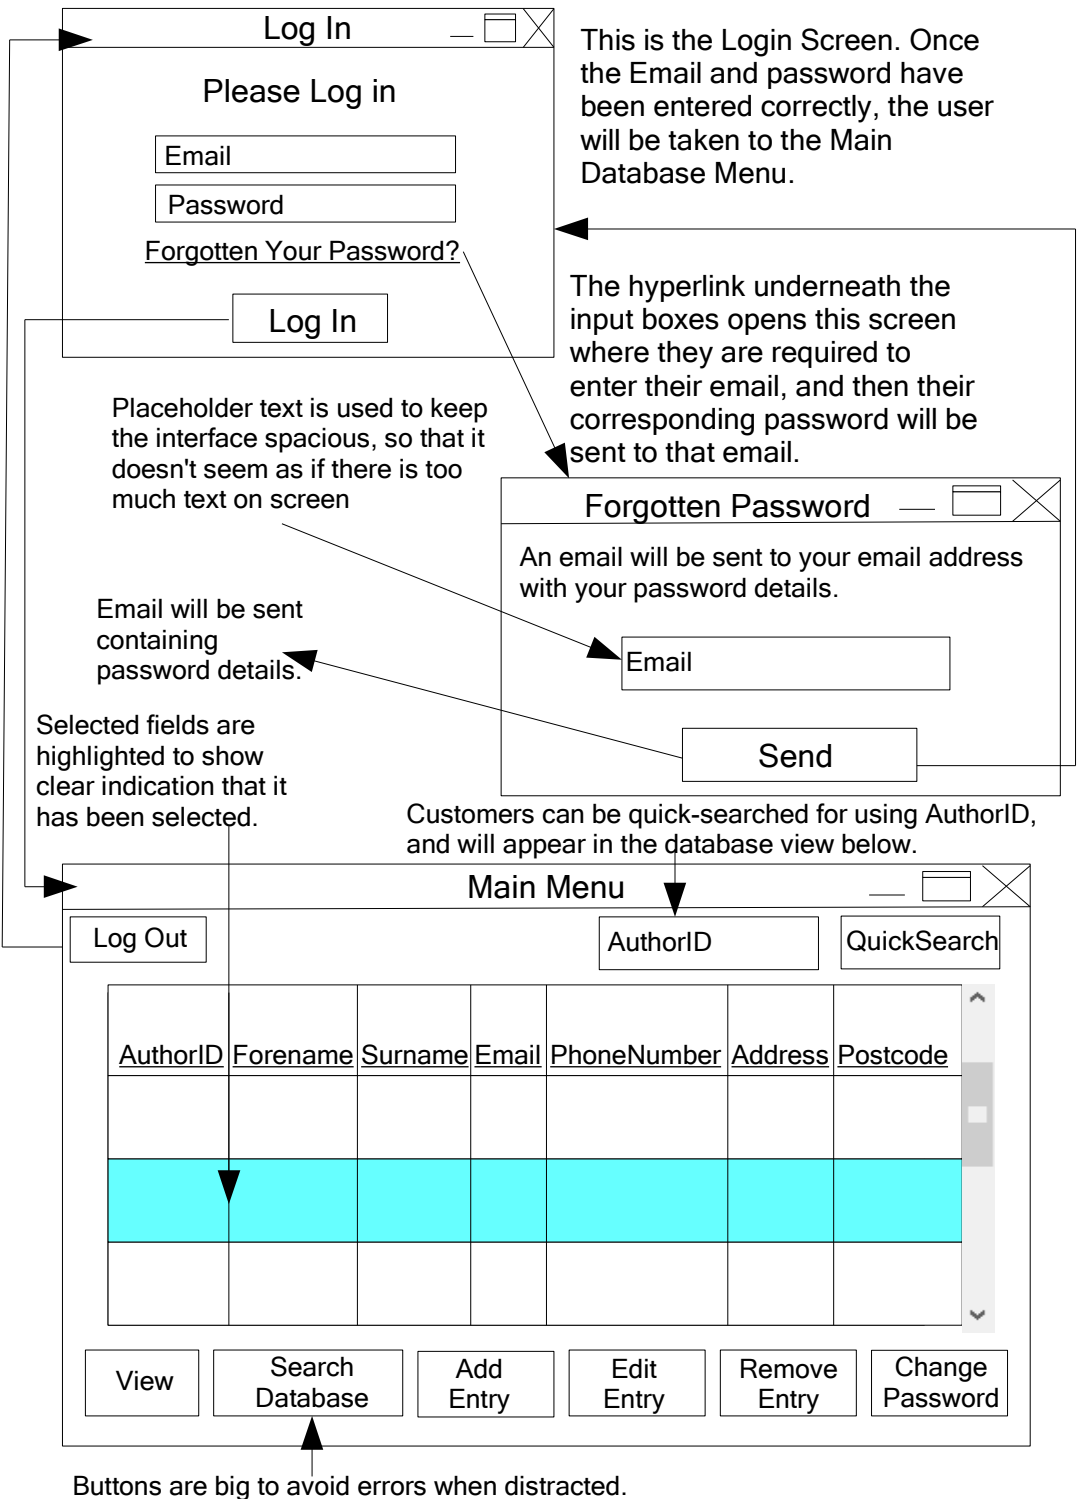 Log In
Please Log in
Email
Password
Forgotten Your Password?
Log In
This is the Login Screen. Once
the Email and password have
been entered correctly, the user
will be taken to the Main
Database Menu.
The hyperlink underneath the
input boxes opens this screen
where they are required to
enter their email, and then their
corresponding password will be
sent to that email.
Placeholder text is used to keep
the interface spacious, so that it
doesn't seem as if there is too
much text on screen
Forgotten Password
An email will be sent to your email address
with your password details.
Email
Send
Email will be sent
containing
password details.
Selected fields are
highlighted to show
clear indication that it
has been selected.
Customers can be quick-searched for using AuthorID,
and will appear in the database view below.
Main Menu
Log Out
AuthorID
QuickSearch
AuthorID Forename Surname Email PhoneNumber Address Postcode
View
Search
Database
Add
Entry
Edit
Entry
Remove
Entry
Change
Password
Buttons are big to avoid errors when distracted.